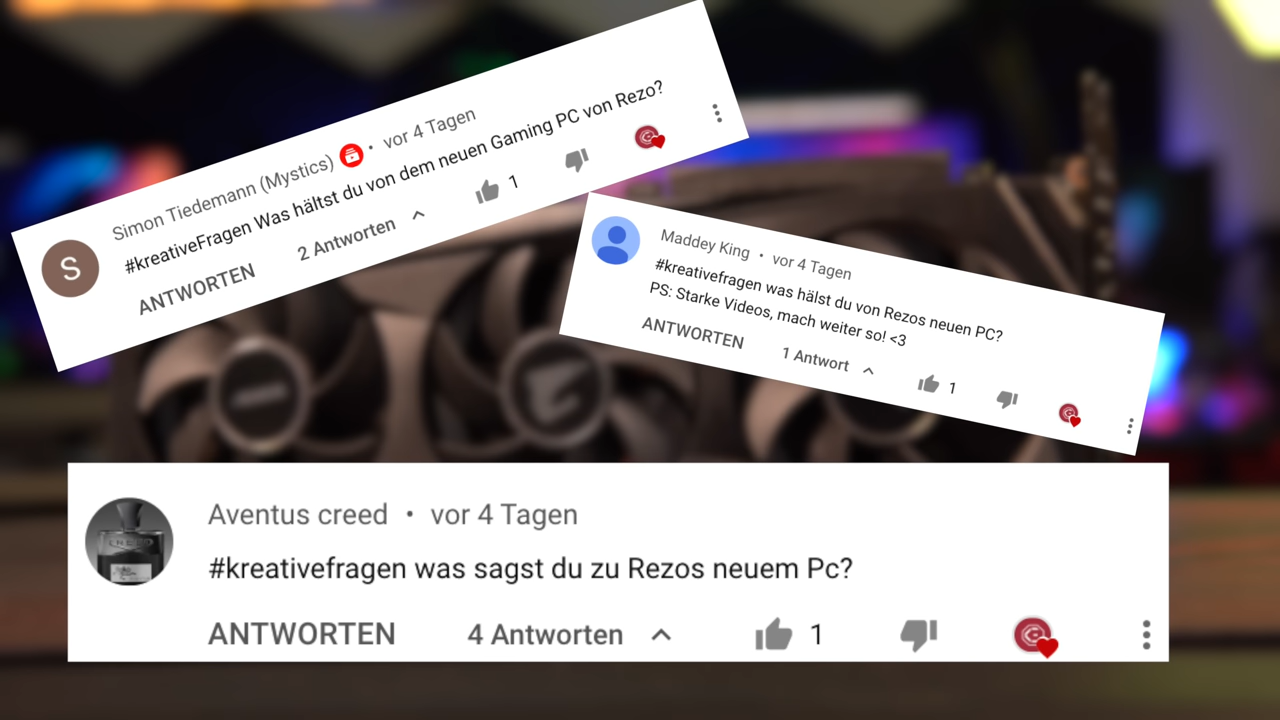 Simon Tiedemann (Mystics) • vor 4 Tagen
#kreativeFragen Was hältst du von dem neuen Gaming PC von Rezo?
ANTWORTEN 2 Antworten 1
S
Maddey King • vor 4 Tagen
#kreativefragen was hälst du von Rezos neuen PC?
PS: Starke Videos, mach weiter so! <3
ANTWORTEN 1 Antwort 1
Aventus creed • vor 4 Tagen
#kreativefragen was sagst du zu Rezos neuem Pc?
ANTWORTEN 4 Antworten 1